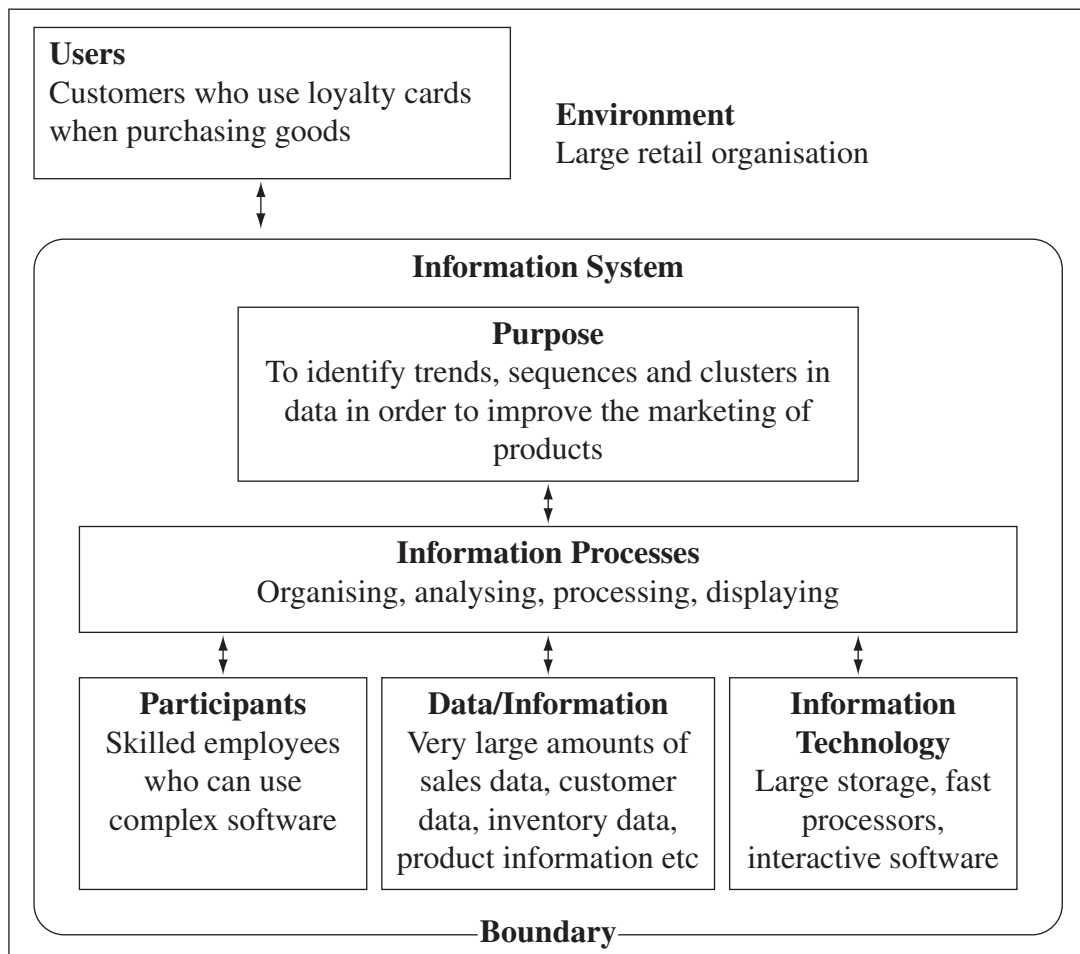 Users
Customers who use loyalty cards
when purchasing goods
Environment
Large retail organisation
Information System
Purpose
To identify trends, sequences and clusters in
data in order to improve the marketing of
products
Information Processes
Organising, analysing, processing, displaying
Participants
Skilled employees
who can use
complex software
Data/Information
Very large amounts of
sales data, customer
data, inventory data,
product information etc
Information
Technology
Large storage, fast
processors,
interactive software
Boundary